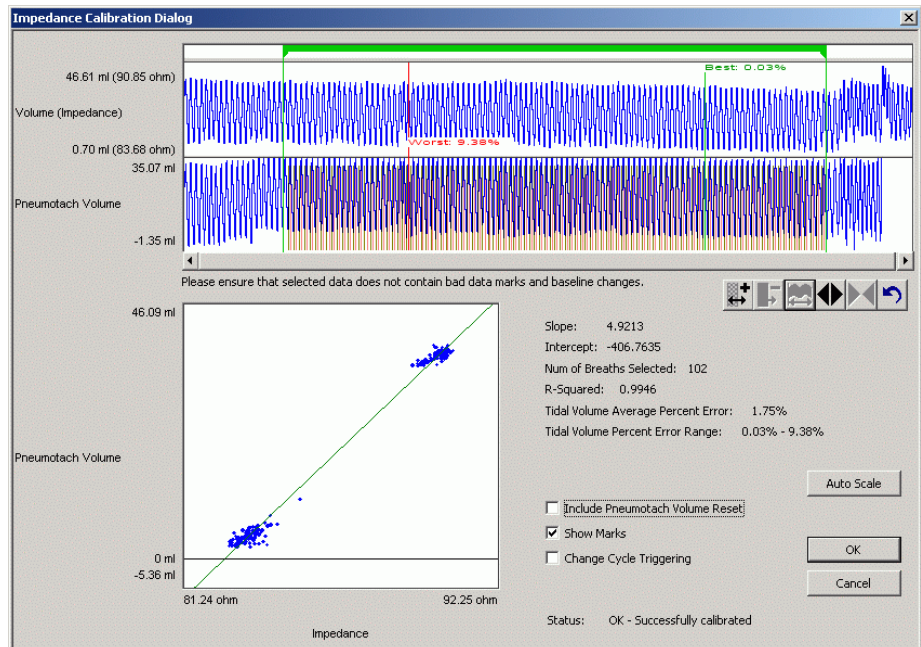 Impedance Calibration Dialog
46.61 ml (90.85 ohm)
Best: 0.03%
Volume (Impedance)
Worst: 9.38%
0.70 ml (83.68 ohm)
35.07 ml
Pneumotach Volume
-1.35 ml
Please ensure that selected data does not contain bad data marks and baseline changes.
46.09 ml
Slope: 4.9213
Intercept: -406.7635
Num of Breaths Selected: 102
R-Squared: 0.9946
Tidal Volume Average Percent Error: 1.75%
Tidal Volume Percent Error Range: 0.03% - 9.38%
Pneumotach Volume
Auto Scale
Include Pneumotach Volume Reset
Show Marks
Change Cycle Triggering
OK
0 ml
-5.36 ml
Cancel
81.24 ohm 92.25 ohm
Status: OK - Successfully calibrated
Impedance